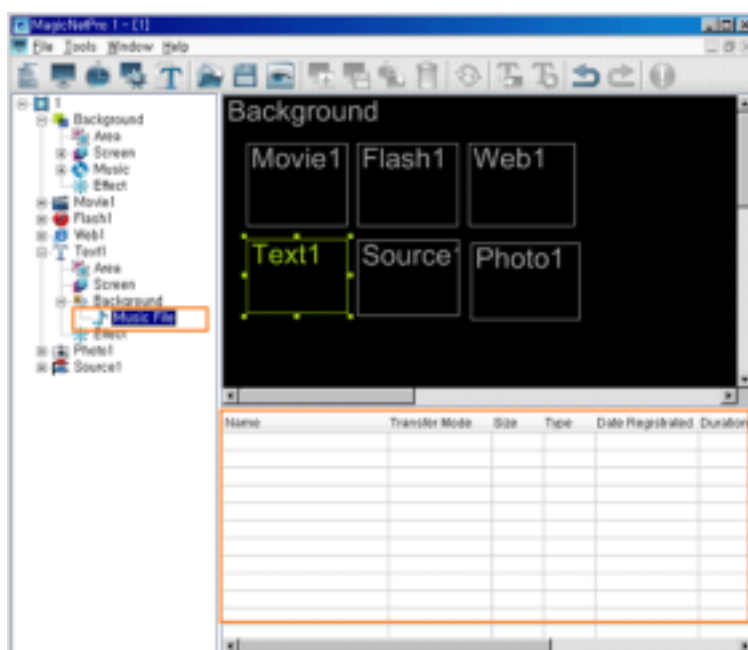 MagicNetPro 1 - [1]
File Tools Window Help
1
Background
Area
Screen
Music
Effect
Movie1
Flash1
Web1
Text1
Area
Screen
Background
Music File
Effect
Photo1
Source1
Background
Movie1 Flash1 Web1
Text1 Source1 Photo1
Name Transfer Mode Size Type Date Registrated Duration